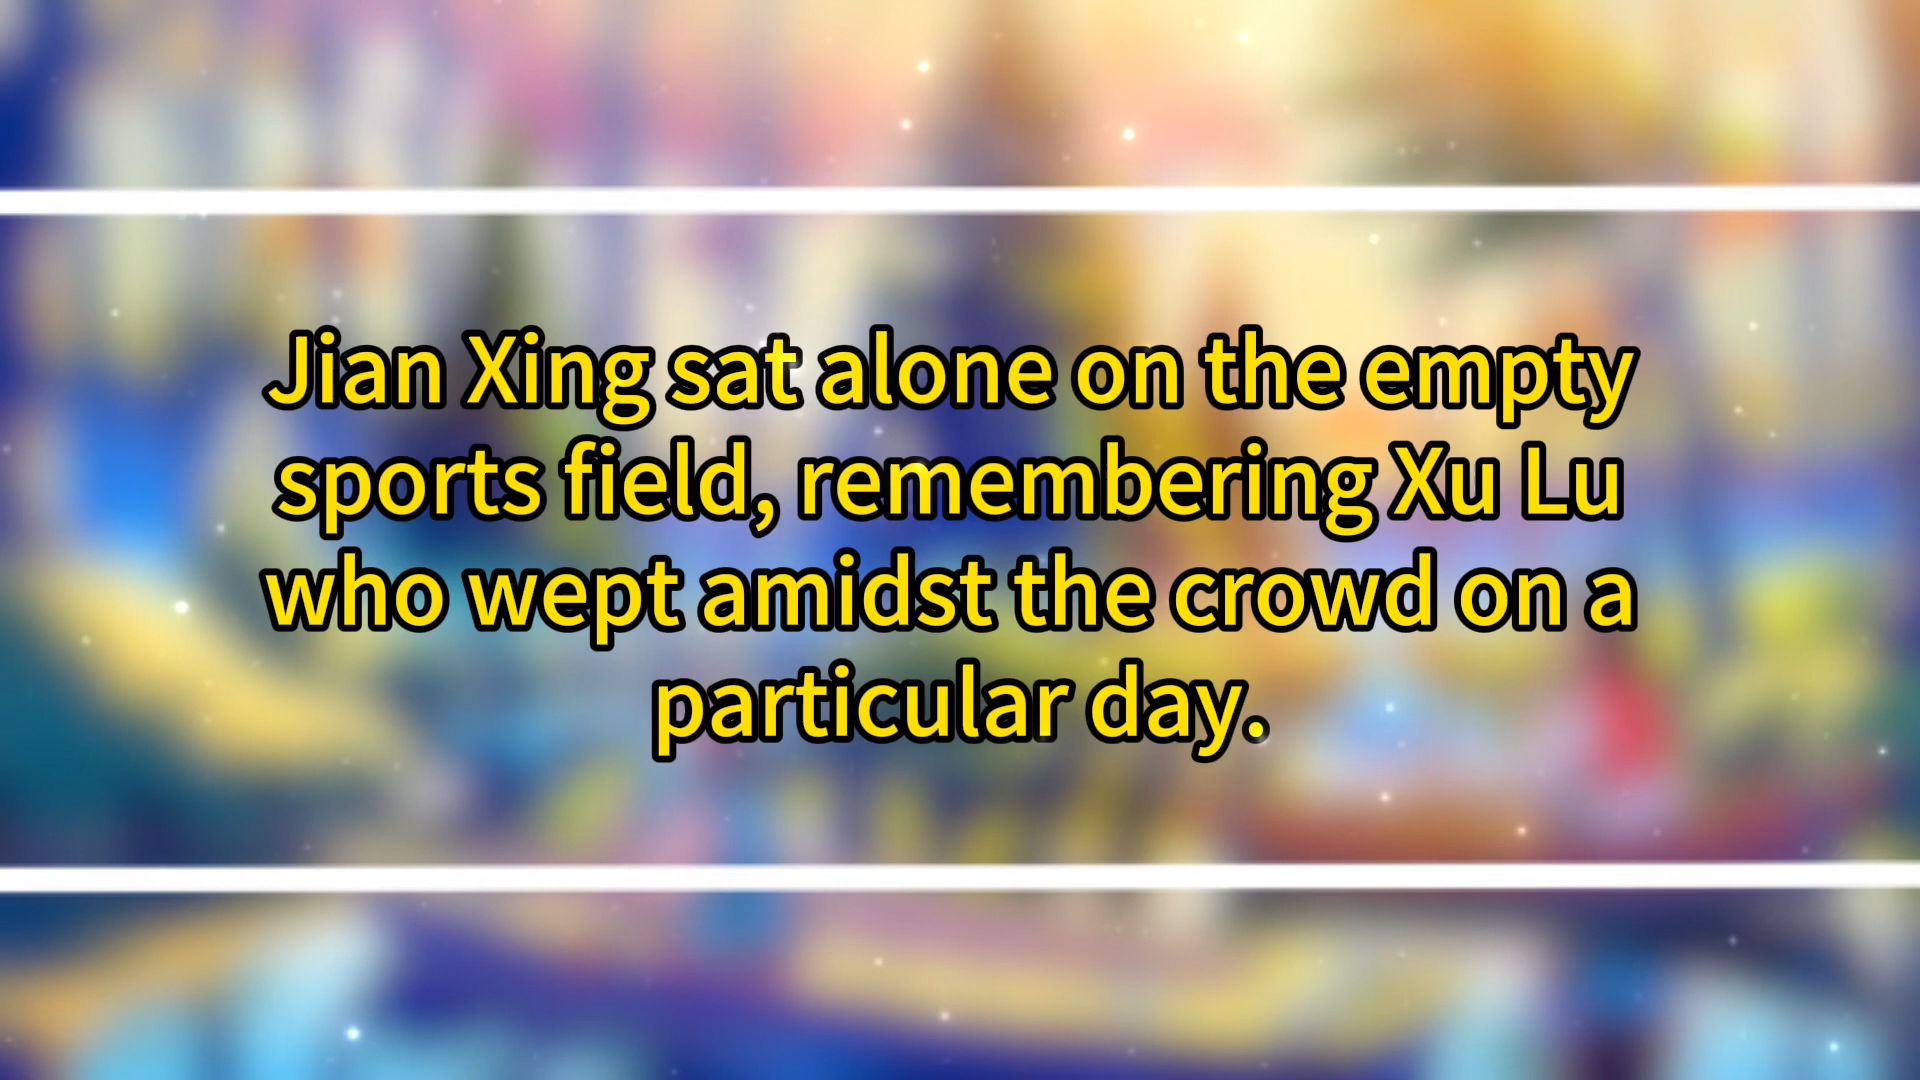 Jian Xing sat alone on the empty
sports field, remembering Xu Lu
who wept amidst the crowd on a
particular day.